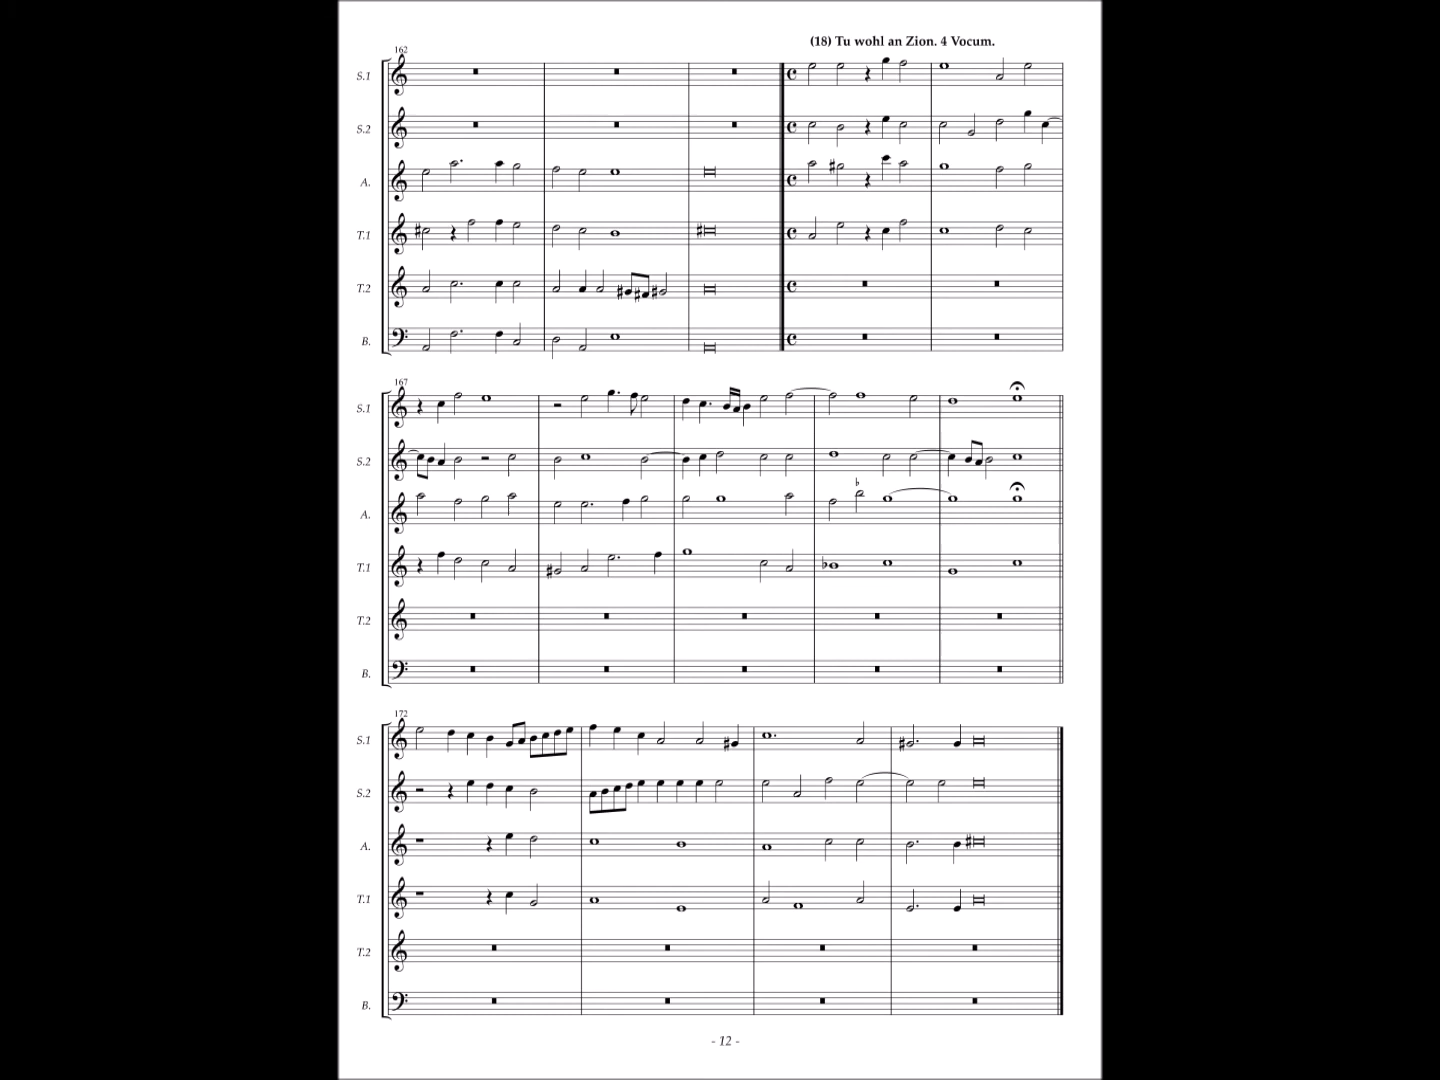 (18) Tu wohl an Zion. 4 Vocum.
162
S.1
S.2
A.
T.1
T.2
B.
167
S.1
S.2
A.
T.1
T.2
B.
172
S.1
S.2
A.
T.1
T.2
B.
- 12 -